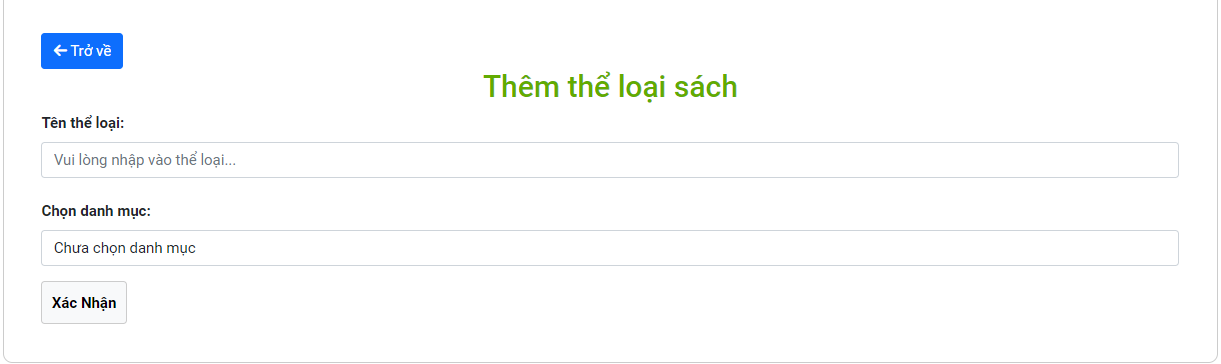 Trở về
Thêm thể loại sách
Tên thể loại:
Vui lòng nhập vào thể loại...
Chọn danh mục:
Chưa chọn danh mục
Xác Nhận